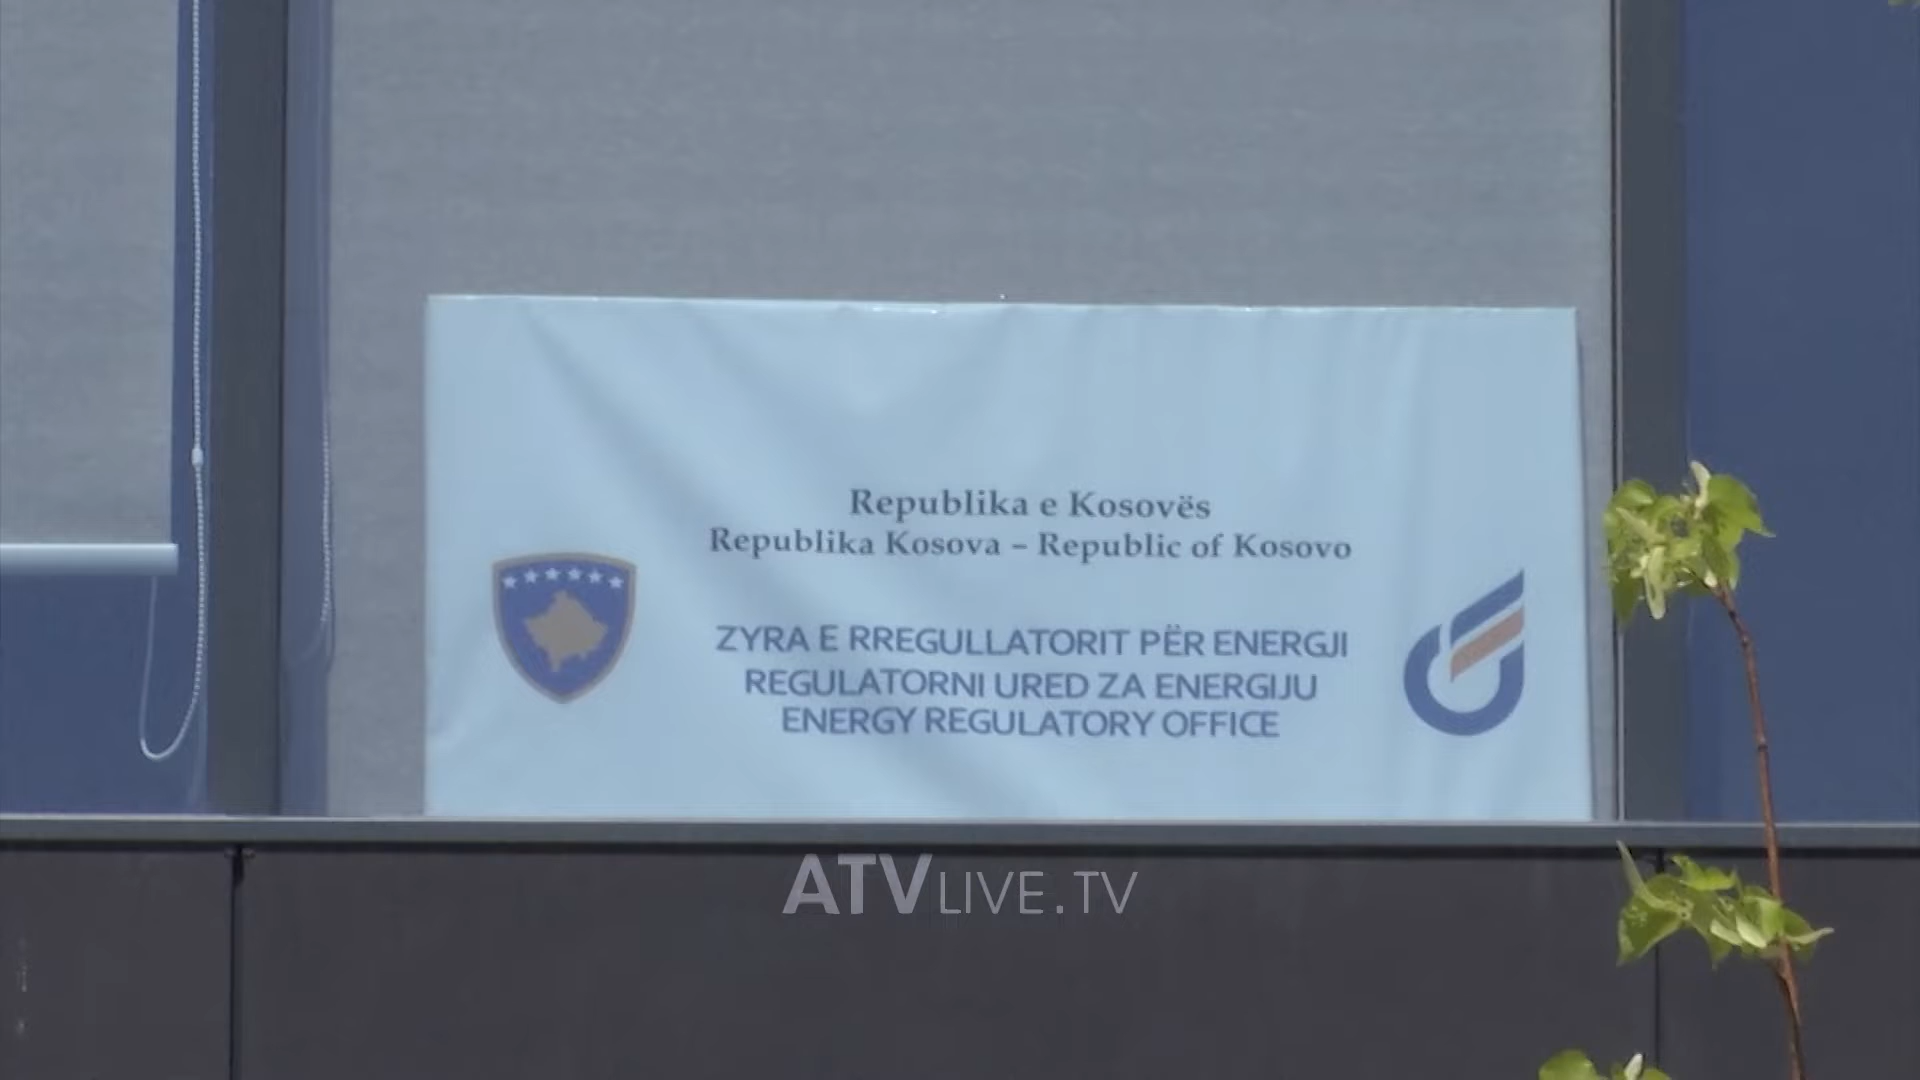 Republika e Kosovës
Republika Kosova – Republic of Kosovo
ZYRA E RREGULLATORIT PËR ENERGJI
REGULATORNI URED ZA ENERGIJU
ENERGY REGULATORY OFFICE
ATVLIVE.TV